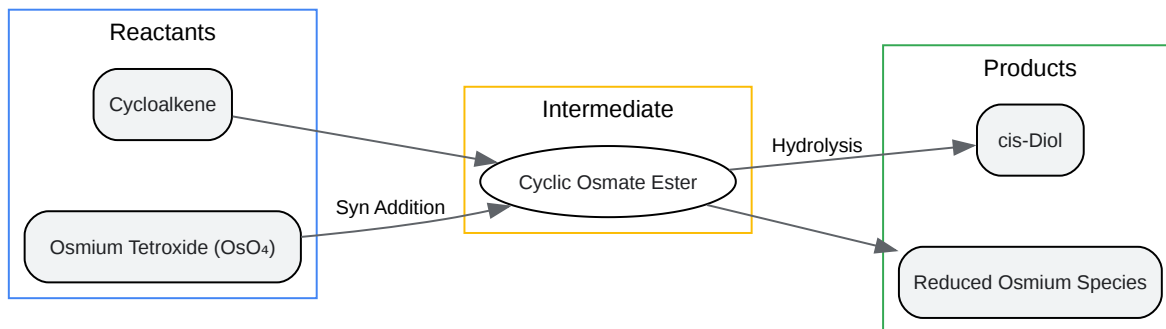 Reactants
Cycloalkene
Osmium Tetroxide (OsO₄)
Syn Addition
Intermediate
Cyclic Osmate Ester
Hydrolysis
Products
cis-Diol
Reduced Osmium Species